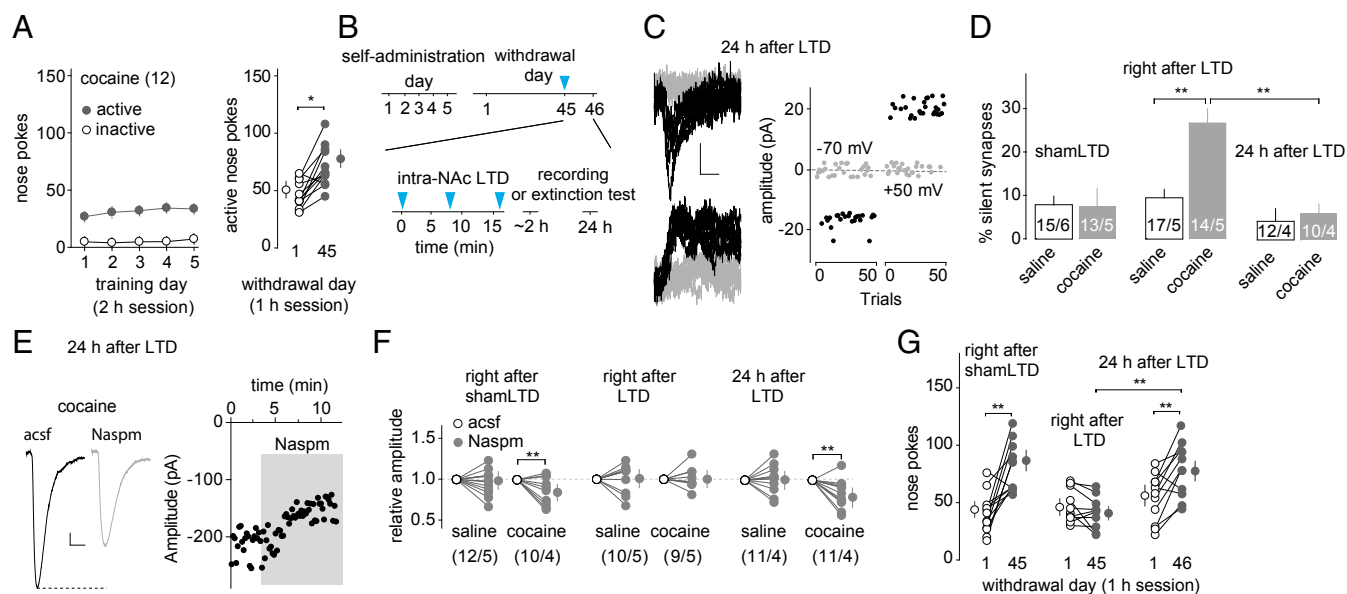 A
cocaine (12)
active
inactive
nose pokes
150
100
50
0
1 2 3 4 5
training day
(2 h session)
active nose pokes
150
100
50
0
*
1 45
withdrawal day
(1 h session)
B
self-administration
day
1 2 3 4 5
withdrawal
day
1 45 46
intra-NAc LTD
0 5 10 15
time (min)
recording
or extinction test
~2 h 24 h
C
24 h after LTD
amplitude (pA)
20
0
-20
-70 mV
+50 mV
0 50 0 50
Trials
D
right after LTD
** **
shamLTD
24 h after LTD
% silent synapses
30
20
10
0
15/6 13/5 17/5 14/5 12/4 10/4
saline cocaine saline cocaine saline cocaine
E
24 h after LTD
cocaine
acsf Naspm
time (min)
0 5 10
Naspm
Amplitude (pA)
0
-100
-200
F
right after
shamLTD
right after
LTD
24 h after LTD
acsf
Naspm
** **
relative amplitude
1.5
1.0
0.5
saline cocaine saline cocaine saline cocaine
(12/5) (10/4) (10/5) (9/5) (11/4) (11/4)
G
right after
shamLTD
24 h after LTD
**
** **
right after
LTD
nose pokes
150
100
50
0
1 45 1 45 1 46
withdrawal day (1 h session)